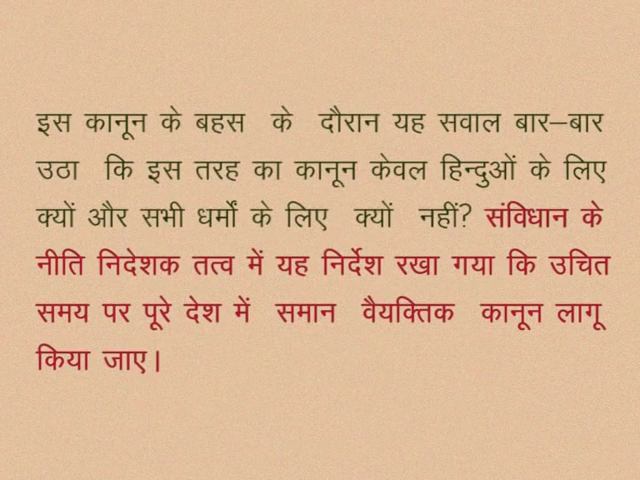 इस कानून के बहस के दौरान यह सवाल बार–बार
उठा कि इस तरह का कानून केवल हिन्दुओं के लिए
क्यों और सभी धर्मों के लिए क्यों नहीं? संविधान के
नीति निदेशक तत्व में यह निर्देश रखा गया कि उचित
समय पर पूरे देश में समान वैयक्तिक कानून लागू
किया जाए।